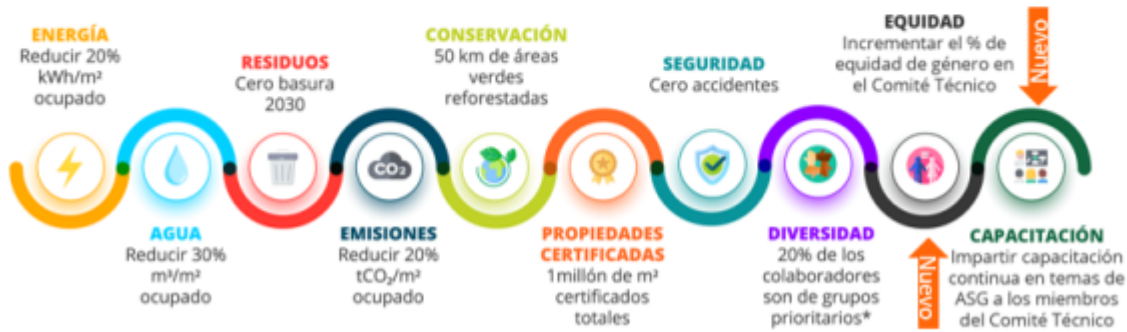 ENERGÍA
Reducir 20%
kWh/m²
ocupado
AGUA
Reducir 30%
m³/m²
ocupado
RESIDUOS
Cero basura
2030
CO₂
EMISIONES
Reducir 20%
tCO₂/m²
ocupado
CONSERVACIÓN
50 km de áreas
verdes
reforestadas
PROPIEDADES
CERTIFICADAS
1millón de m²
certificados
totales
SEGURIDAD
Cero accidentes
DIVERSIDAD
20% de los
colaboradores
son de grupos
prioritarios*
EQUIDAD
Incrementar el % de
equidad de género en
el Comité Técnico
Nuevo
CAPACITACIÓN
Impartir capacitación
continua en temas de
ASG a los miembros
del Comité Técnico
Nuevo